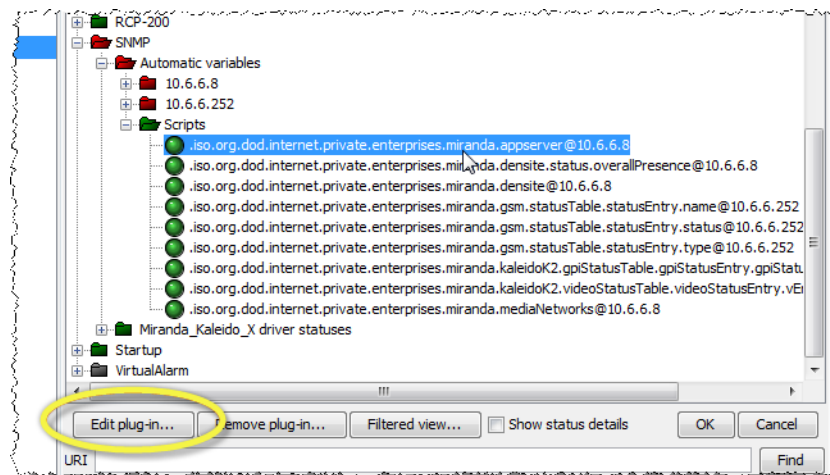 RCP-200
SNMP
Automatic variables
10.6.6.8
10.6.6.252
Scripts
.iso.org.dod.internet.private.enterprises.miranda.appserver@10.6.6.8
.iso.org.dod.internet.private.enterprises.miranda.densite.status.overallPresence@10.6.6.8
.iso.org.dod.internet.private.enterprises.miranda.densite@10.6.6.8
.iso.org.dod.internet.private.enterprises.miranda.gsm.statusTable.statusEntry.name@10.6.6.252
.iso.org.dod.internet.private.enterprises.miranda.gsm.statusTable.statusEntry.status@10.6.6.252
.iso.org.dod.internet.private.enterprises.miranda.gsm.statusTable.statusEntry.type@10.6.6.252
.iso.org.dod.internet.private.enterprises.miranda.kaleidoK2.gpiStatusTable.gpiStatusEntry.gpiStatu
.iso.org.dod.internet.private.enterprises.miranda.kaleidoK2.videoStatusTable.videoStatusEntry.vEr
.iso.org.dod.internet.private.enterprises.miranda.mediaNetworks@10.6.6.8
Miranda_Kaleido_X driver statuses
Startup
VirtualAlarm
Edit plug-in... Remove plug-in... Filtered view... Show status details OK Cancel
URI Find